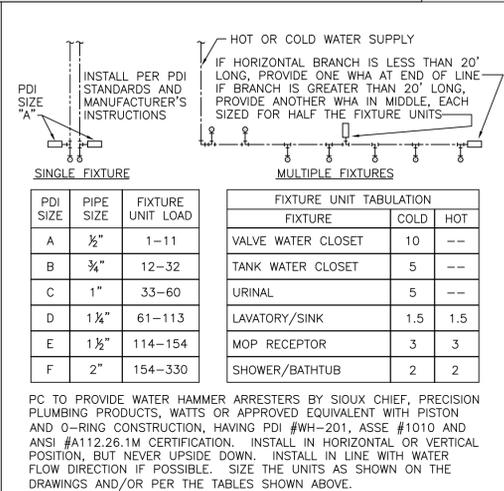 HOT OR COLD WATER SUPPLY
IF HORIZONTAL BRANCH IS LESS THAN 20'
LONG, PROVIDE ONE WHA AT END OF LINE
IF BRANCH IS GREATER THAN 20' LONG,
PROVIDE ANOTHER WHA IN MIDDLE, EACH
SIZED FOR HALF THE FIXTURE UNITS
INSTALL PER PDI
STANDARDS AND
MANUFACTURER'S
INSTRUCTIONS
PDI
SIZE
"A"
SINGLE FIXTURE
MULTIPLE FIXTURES
PDI SIZE PIPE SIZE FIXTURE UNIT LOAD
A ½" 1-11
B ¾" 12-32
C 1" 33-60
D 1¼" 61-113
E 1½" 114-154
F 2" 154-330
FIXTURE UNIT TABULATION
FIXTURE COLD HOT
VALVE WATER CLOSET 10 --
TANK WATER CLOSET 5 --
URINAL 5 --
LAVATORY/SINK 1.5 1.5
MOP RECEPTOR 3 3
SHOWER/BATHTUB 2 2
PC TO PROVIDE WATER HAMMER ARRESTERS BY SIOUX CHIEF, PRECISION
PLUMBING PRODUCTS, WATTS OR APPROVED EQUIVALENT WITH PISTON
AND O-RING CONSTRUCTION, HAVING PDI #WH-201, ASSE #1010 AND
ANSI #A112.26.1M CERTIFICATION. INSTALL IN HORIZONTAL OR VERTICAL
POSITION, BUT NEVER UPSIDE DOWN. INSTALL IN LINE WITH WATER
FLOW DIRECTION IF POSSIBLE. SIZE THE UNITS AS SHOWN ON THE
DRAWINGS AND/OR PER THE TABLES SHOWN ABOVE.